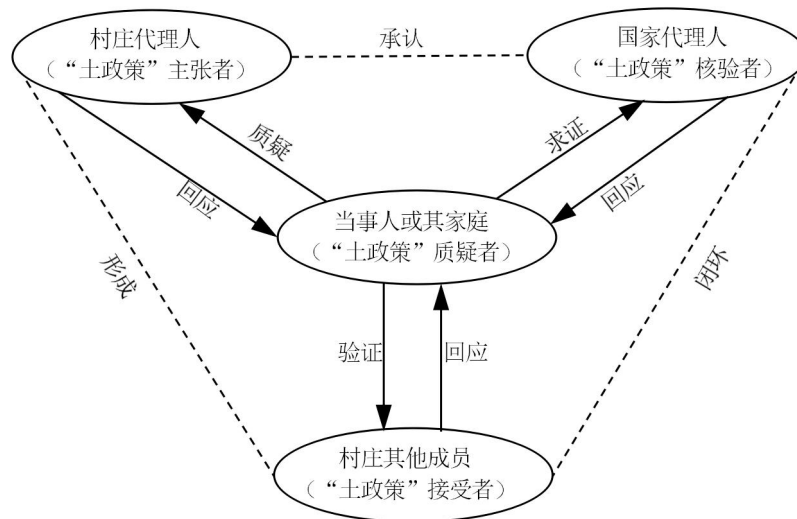 村庄代理人
（“土政策”主张者）
承认
国家代理人
（“土政策”核验者）
质疑
求证
回应
回应
当事人或其家庭
（“土政策”质疑者）
形成
闭环
验证
回应
村庄其他成员
（“土政策”接受者）